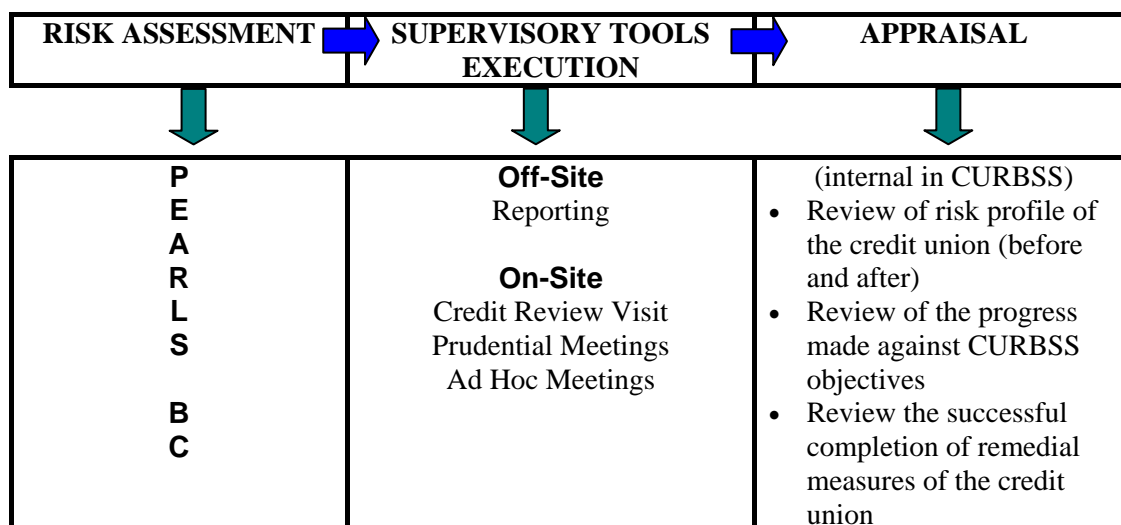 RISK ASSESSMENT
SUPERVISORY TOOLS
EXECUTION
APPRAISAL
P
E
A
R
L
S
B
C
Off-Site
Reporting
On-Site
Credit Review Visit
Prudential Meetings
Ad Hoc Meetings
(internal in CURBSS)
• Review of risk profile of
the credit union (before
and after)
• Review of the progress
made against CURBSS
objectives
• Review the successful
completion of remedial
measures of the credit
union